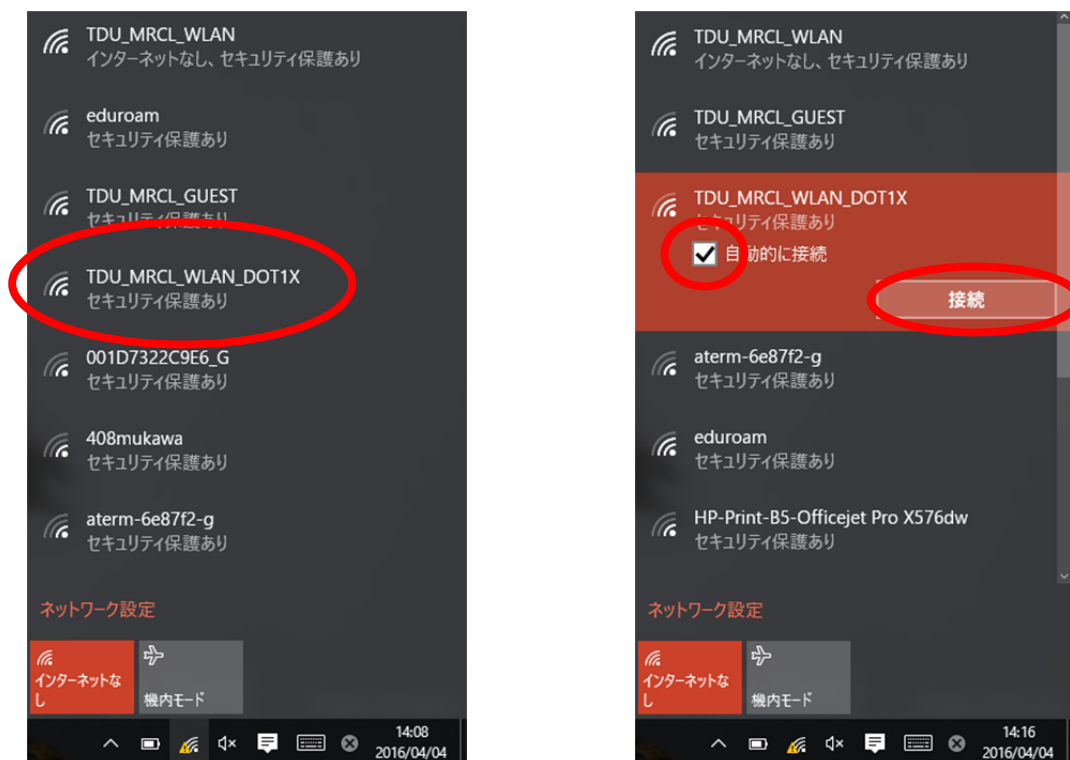 TDU_MRCL_WLAN
インターネットなし、セキュリティ保護あり
eduroam
セキュリティ保護あり
TDU_MRCL_GUEST
セキュリティ保護あり
TDU_MRCL_WLAN_DOT1X
セキュリティ保護あり
001D7322C9E6_G
セキュリティ保護あり
408mukawa
セキュリティ保護あり
aterm-6e87f2-g
セキュリティ保護あり
ネットワーク設定
インターネットな
し
機内モード
14:08
2016/04/04
TDU_MRCL_WLAN
インターネットなし、セキュリティ保護あり
TDU_MRCL_GUEST
セキュリティ保護あり
TDU_MRCL_WLAN_DOT1X
セキュリティ保護あり
自動的に接続
接続
aterm-6e87f2-g
セキュリティ保護あり
eduroam
セキュリティ保護あり
HP-Print-B5-Officejet Pro X576dw
セキュリティ保護あり
ネットワーク設定
インターネットな
し
機内モード
14:16
2016/04/04